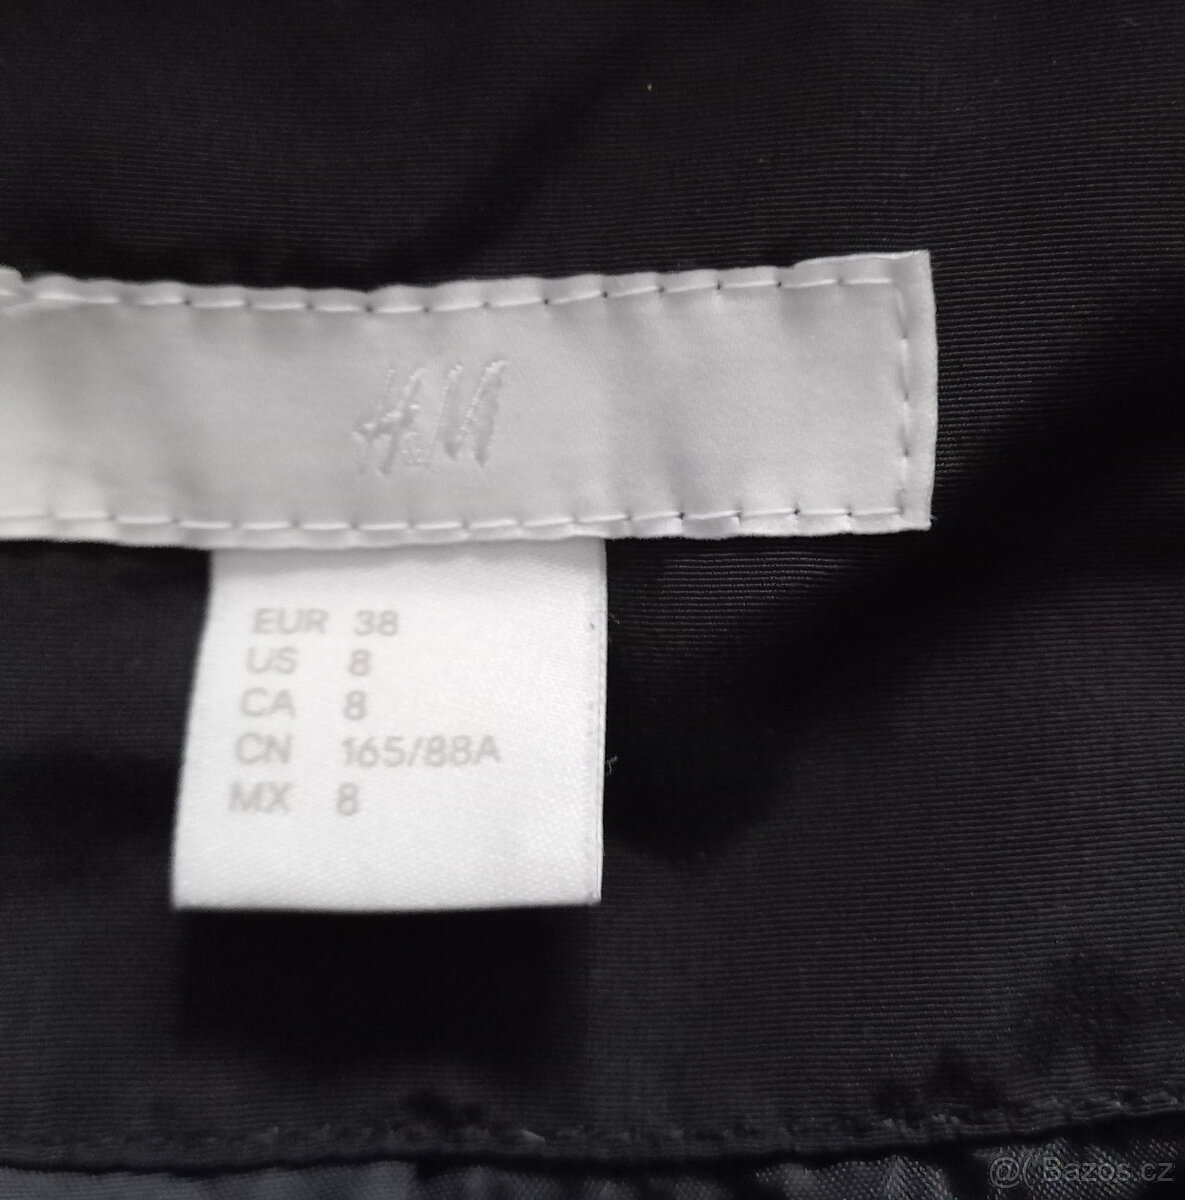 H&M
EUR 38
US 8
CA 8
CN 165/88A
MX 8
@( Bazos.cz